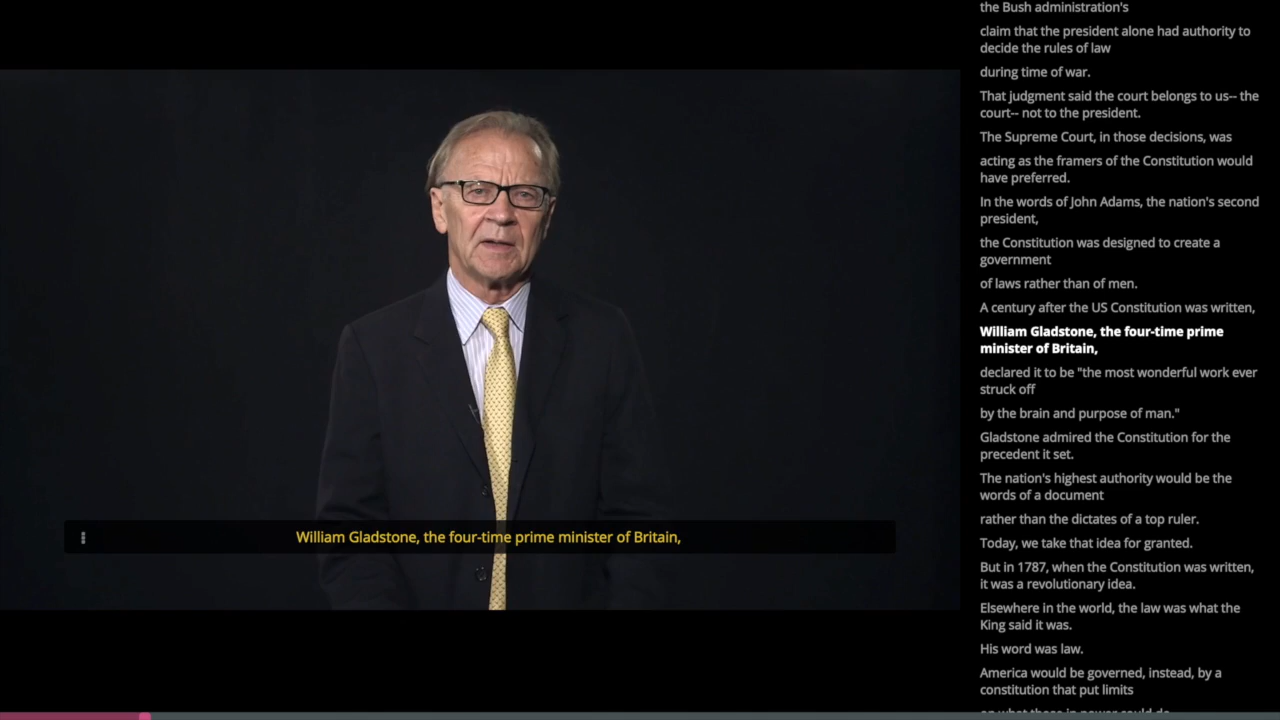 the Bush administration's
claim that the president alone had authority to
decide the rules of law
during time of war.
That judgment said the court belongs to us-- the
court-- not to the president.
The Supreme Court, in those decisions, was
acting as the framers of the Constitution would
have preferred.
In the words of John Adams, the nation's second
president,
the Constitution was designed to create a
government
of laws rather than of men.
A century after the US Constitution was written,
William Gladstone, the four-time prime
minister of Britain,
declared it to be "the most wonderful work ever
struck off
by the brain and purpose of man."
Gladstone admired the Constitution for the
precedent it set.
The nation's highest authority would be the
words of a document
rather than the dictates of a top ruler.
Today, we take that idea for granted.
But in 1787, when the Constitution was written,
it was a revolutionary idea.
Elsewhere in the world, the law was what the
King said it was.
His word was law.
America would be governed, instead, by a
constitution that put limits
on what those in power could do
William Gladstone, the four-time prime minister of Britain,